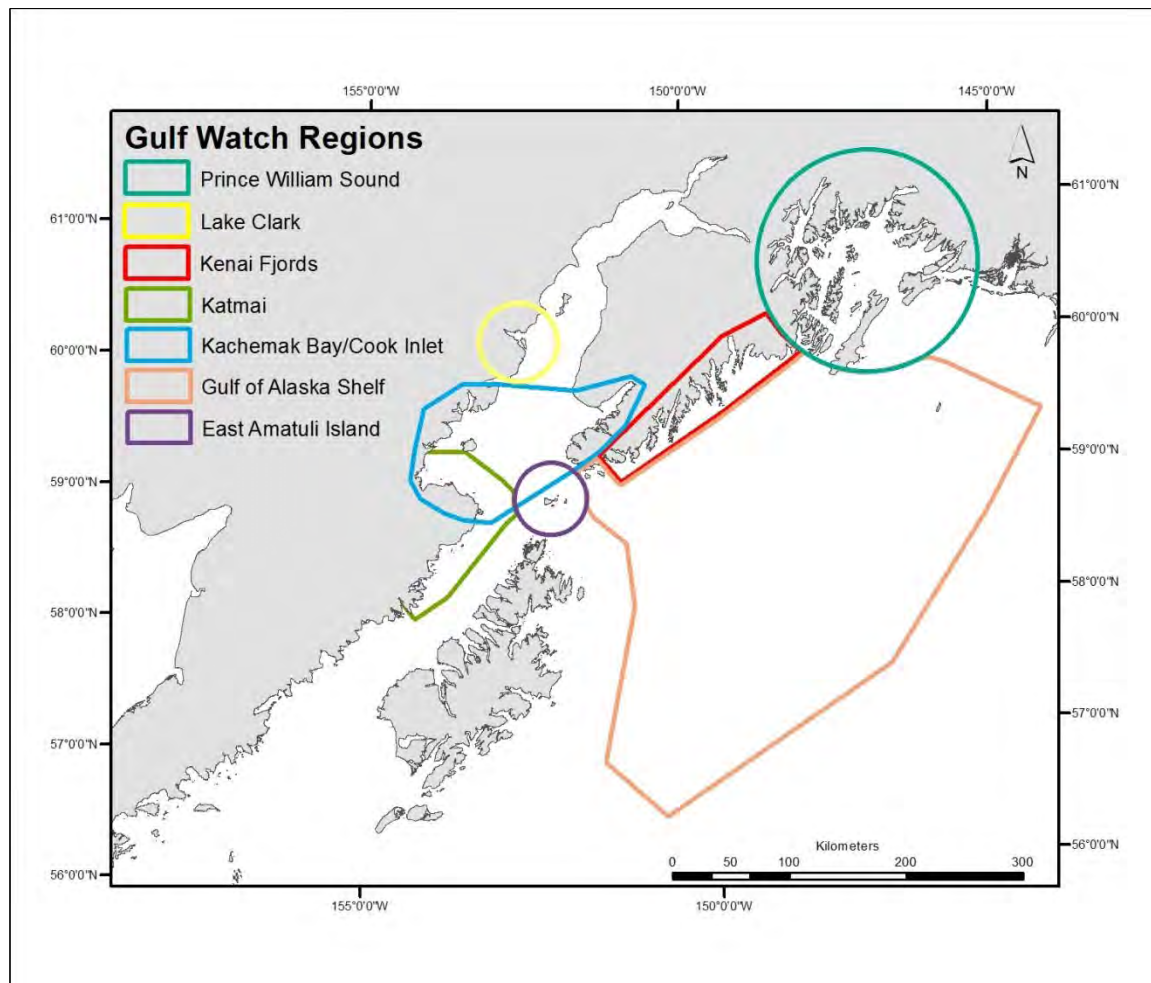 155°0'0"W 150°0'0"W 145°0'0"W
Gulf Watch Regions
Prince William Sound
Lake Clark
Kenai Fjords
Katmai
Kachemak Bay/Cook Inlet
Gulf of Alaska Shelf
East Amatuli Island
N
61°0'0"N 61°0'0"N
60°0'0"N 60°0'0"N
59°0'0"N 59°0'0"N
58°0'0"N 58°0'0"N
57°0'0"N 57°0'0"N
56°0'0"N 56°0'0"N
Kilometers
0 50 100 200 300
155°0'0"W 150°0'0"W